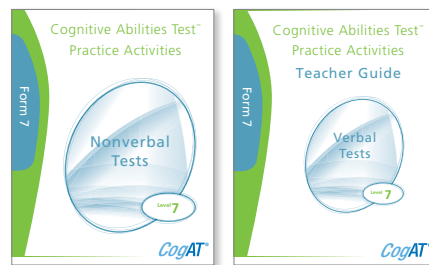 Cognitive Abilities Test™
Practice Activities
Form 7
Nonverbal
Tests
Level 7
CogAT®
Cognitive Abilities Test™
Practice Activities
Teacher Guide
Form 7
Verbal
Tests
Level 7
CogAT®